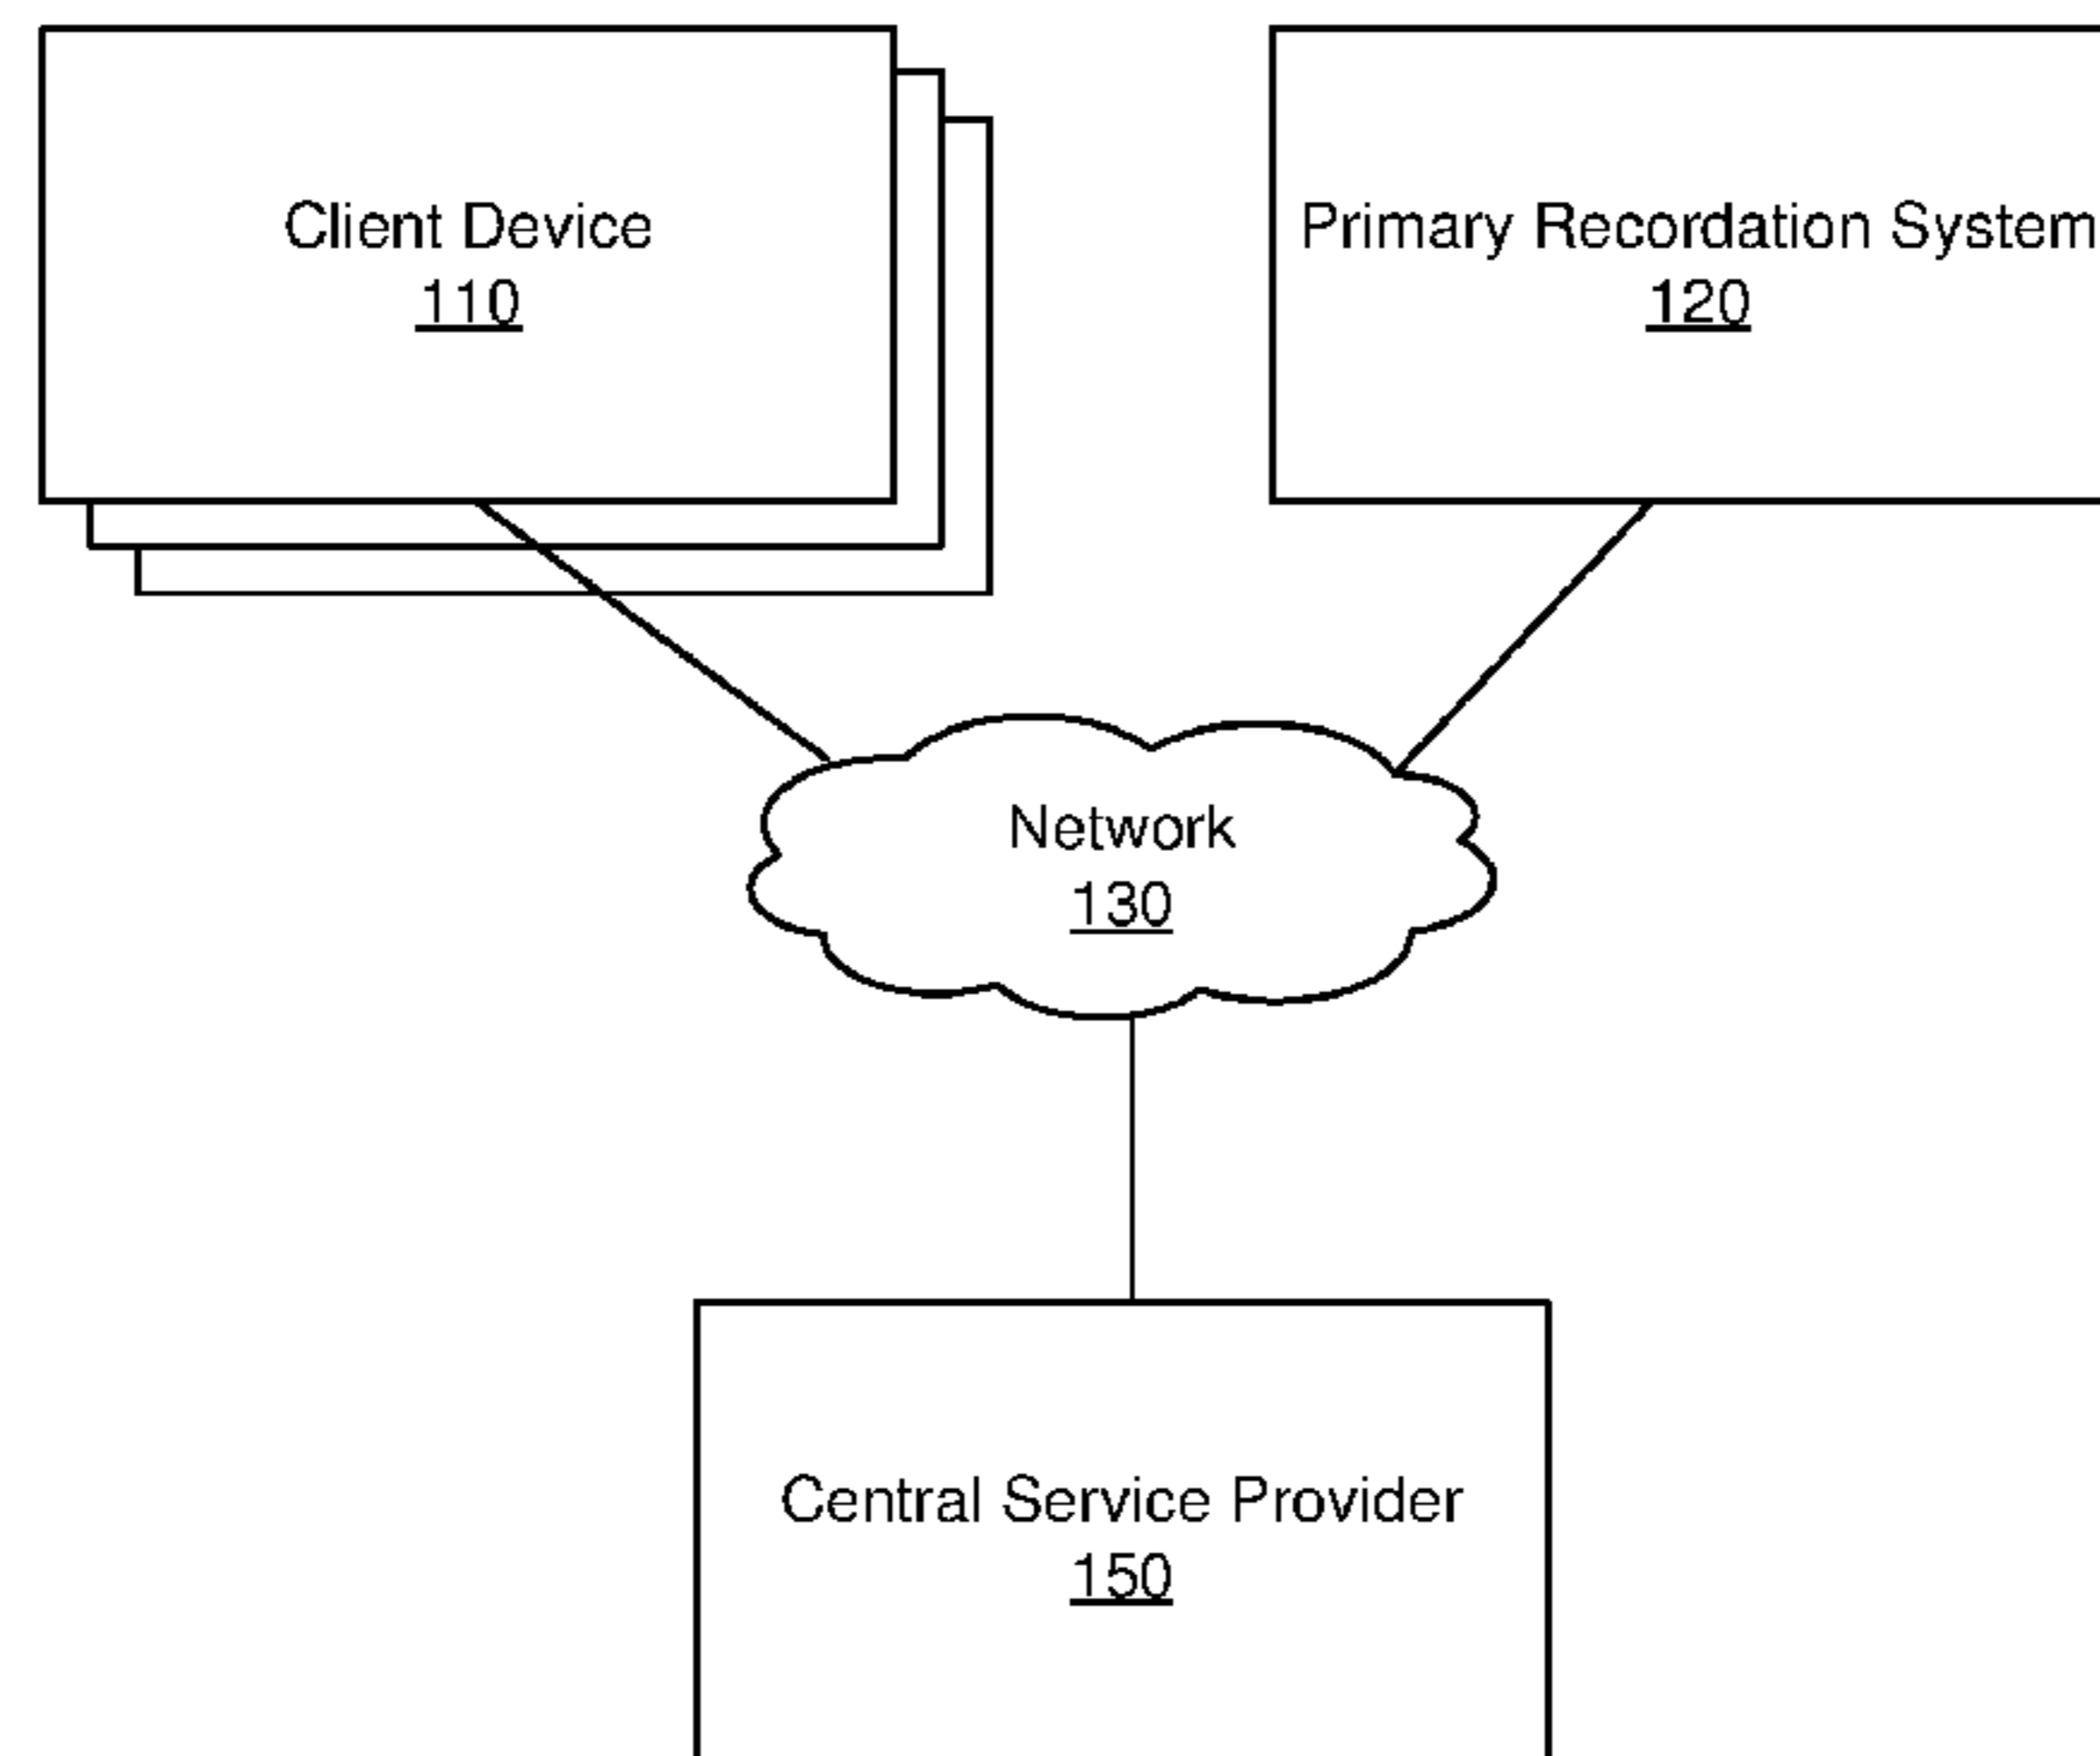 Client Device
110
Primary Recordation System
120
Network
130
Central Service Provider
150